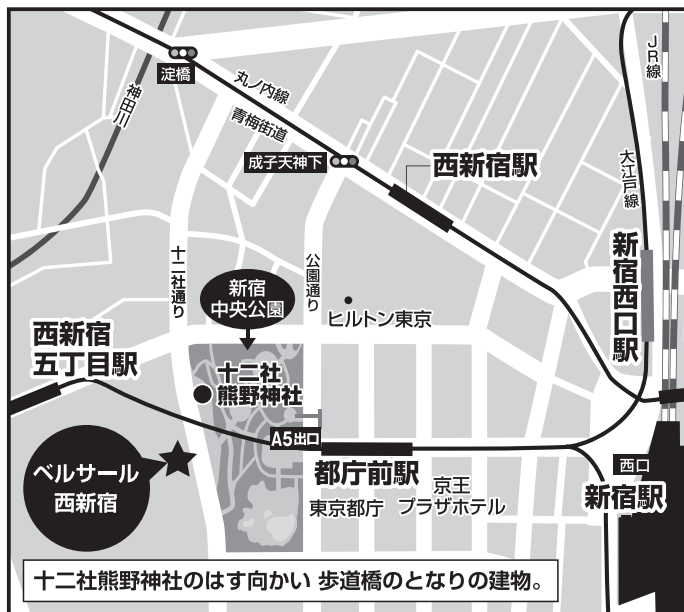 淀橋
神田川
丸ノ内線
青梅街道
成子天神下
西新宿駅
JR線
大江戸線
新宿西口駅
十二社通り
公園通り
新宿
中央公園
ヒルトン東京
西新宿
五丁目駅
十二社
熊野神社
A5出口
都庁前駅
東京都庁
京王
プラザホテル
西口
新宿駅
ベルサール
西新宿
十二社熊野神社のはす向かい 歩道橋のとなりの建物。